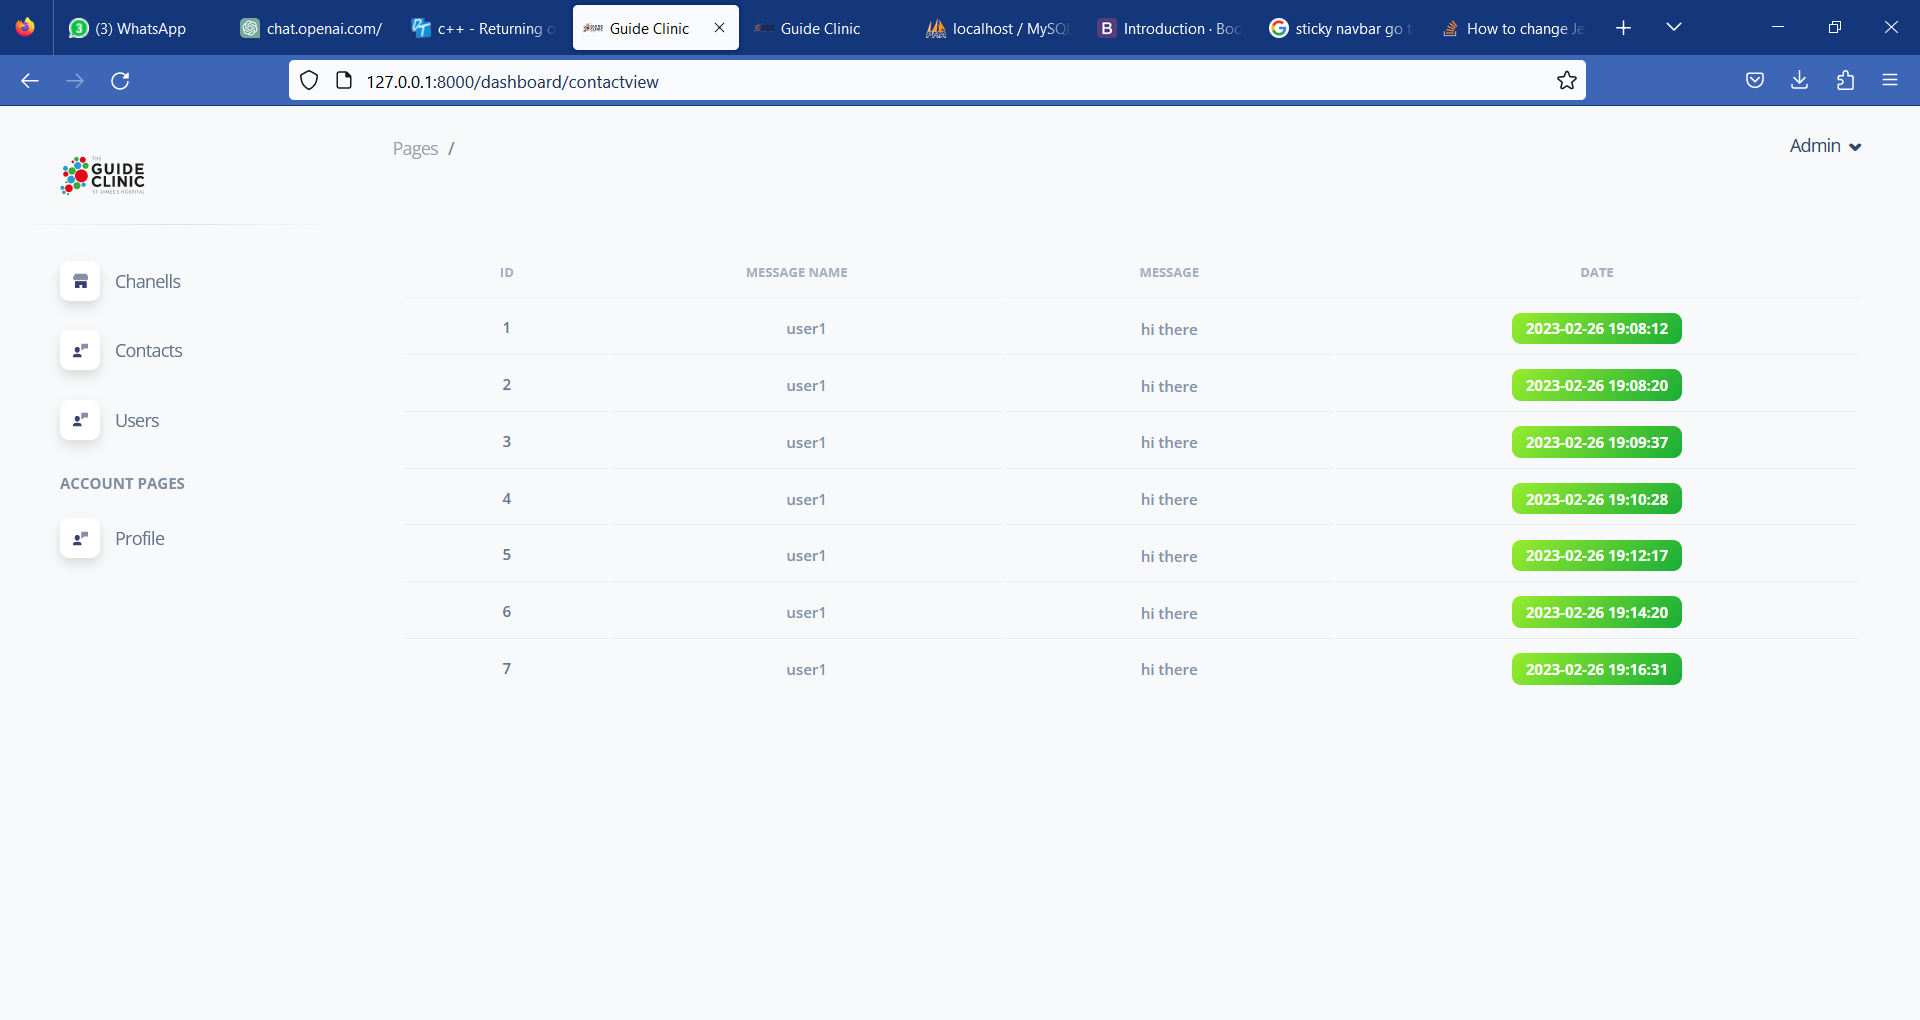 (3) WhatsApp
chat.openai.com/
c++ - Returning o
Guide Clinic
Guide Clinic
localhost / MySQL
Introduction · Boo
sticky navbar go t
How to change Je
127.0.0.1:8000/dashboard/contactview
THE
GUIDE
CLINIC
ST JAMES'S HOSPITAL
Pages /
Admin
Chanells
Contacts
Users
ACCOUNT PAGES
Profile
ID MESSAGE NAME MESSAGE DATE
1 user1 hi there 2023-02-26 19:08:12
2 user1 hi there 2023-02-26 19:08:20
3 user1 hi there 2023-02-26 19:09:37
4 user1 hi there 2023-02-26 19:10:28
5 user1 hi there 2023-02-26 19:12:17
6 user1 hi there 2023-02-26 19:14:20
7 user1 hi there 2023-02-26 19:16:31